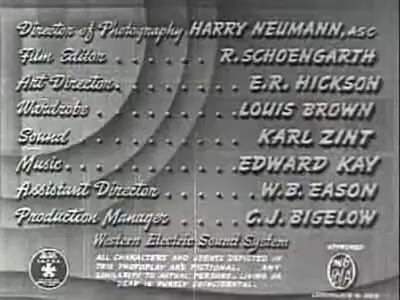 Director of Photography HARRY NEUMANN, ASC
Film Editor . . . . . . R. SCHOENGARTH
Art Director . . . . . . E. R. HICKSON
Wardrobe . . . . . . LOUIS BROWN
Sound . . . . . . KARL ZINT
Music . . . . . . EDWARD KAY
Assistant Director . . . . . W. B. EASON
Production Manager . . . . C. J. BIGELOW
Western Electric Sound System
ALL CHARACTERS AND EVENTS DEPICTED IN
THIS PHOTOPLAY ARE FICTIONAL. ANY
SIMILARITY TO ACTUAL PERSONS, LIVING OR
DEAD IS PURELY COINCIDENTAL.
APPROVED